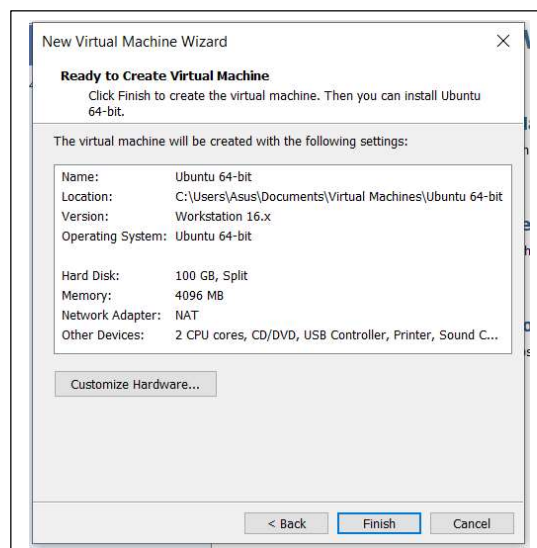 New Virtual Machine Wizard
Ready to Create Virtual Machine
Click Finish to create the virtual machine. Then you can install Ubuntu
64-bit.
The virtual machine will be created with the following settings:
Name: Ubuntu 64-bit
Location: C:\Users\Asus\Documents\Virtual Machines\Ubuntu 64-bit
Version: Workstation 16.x
Operating System: Ubuntu 64-bit
Hard Disk: 100 GB, Split
Memory: 4096 MB
Network Adapter: NAT
Other Devices: 2 CPU cores, CD/DVD, USB Controller, Printer, Sound C...
Customize Hardware...
< Back Finish Cancel